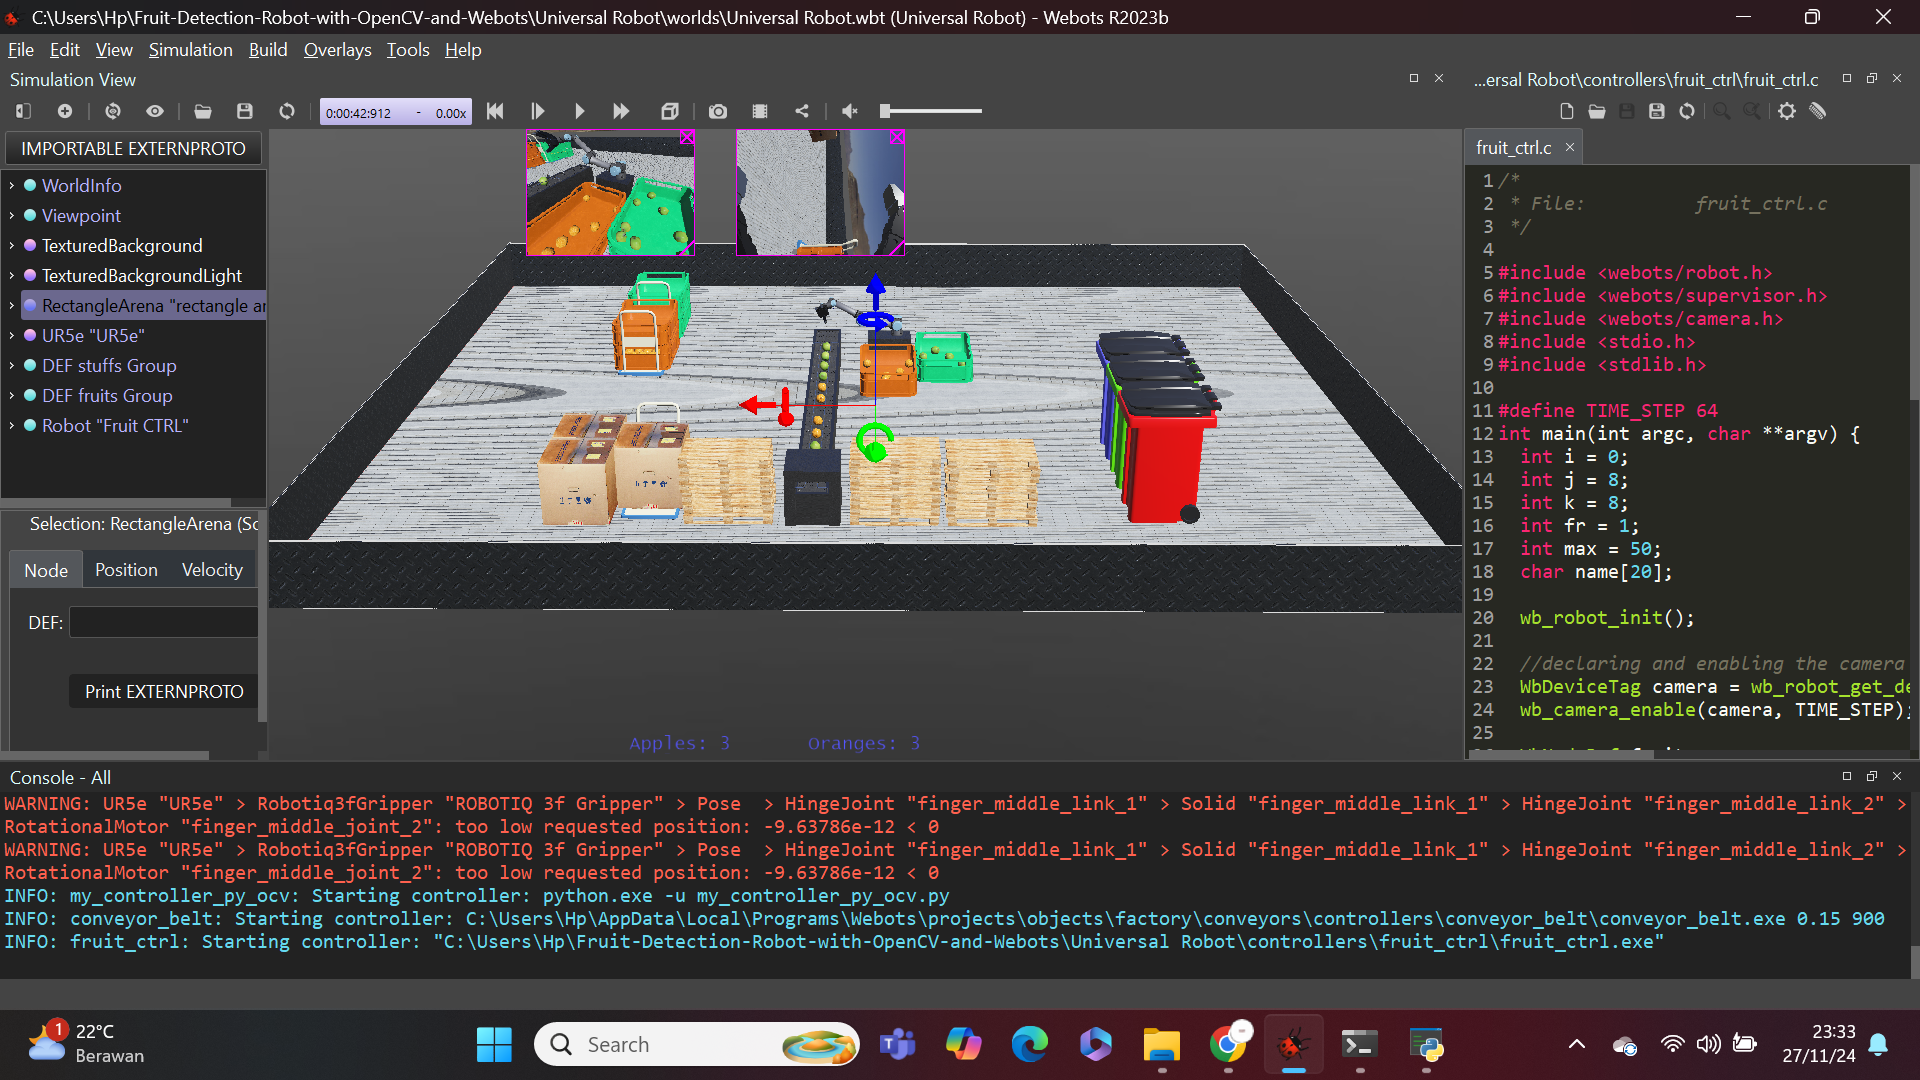 C:\Users\Hp\Fruit-Detection-Robot-with-OpenCV-and-Webots\Universal Robot\worlds\Universal Robot.wbt (Universal Robot) - Webots R2023b
File Edit View Simulation Build Overlays Tools Help
Simulation View
...ersal Robot\controllers\fruit_ctrl\fruit_ctrl.c
0:00:42:912 - 0.00x
IMPORTABLE EXTERNPROTO
WorldInfo
Viewpoint
TexturedBackground
TexturedBackgroundLight
RectangleArena "rectangle ar
UR5e "UR5e"
DEF stuffs Group
DEF fruits Group
Robot "Fruit CTRL"
Selection: RectangleArena (So
Node Position Velocity
DEF:
Print EXTERNPROTO
Apples: 3 Oranges: 3
fruit_ctrl.c
1 /*
2 * File: fruit_ctrl.c
3 */
4
5 #include <webots/robot.h>
6 #include <webots/supervisor.h>
7 #include <webots/camera.h>
8 #include <stdio.h>
9 #include <stdlib.h>
10
11 #define TIME_STEP 64
12 int main(int argc, char **argv) {
13 int i = 0;
14 int j = 8;
15 int k = 8;
16 int fr = 1;
17 int max = 50;
18 char name[20];
19
20 wb_robot_init();
21
22 //declaring and enabling the camera
23 WbDeviceTag camera = wb_robot_get_de
24 wb_camera_enable(camera, TIME_STEP);
25
Console - All
WARNING: UR5e "UR5e" > Robotiq3fGripper "ROBOTIQ 3f Gripper" > Pose > HingeJoint "finger_middle_link_1" > Solid "finger_middle_link_1" > HingeJoint "finger_middle_link_2" >
RotationalMotor "finger_middle_joint_2": too low requested position: -9.63786e-12 < 0
WARNING: UR5e "UR5e" > Robotiq3fGripper "ROBOTIQ 3f Gripper" > Pose > HingeJoint "finger_middle_link_1" > Solid "finger_middle_link_1" > HingeJoint "finger_middle_link_2" >
RotationalMotor "finger_middle_joint_2": too low requested position: -9.63786e-12 < 0
INFO: my_controller_py_ocv: Starting controller: python.exe -u my_controller_py_ocv.py
INFO: conveyor_belt: Starting controller: C:\Users\Hp\AppData\Local\Programs\Webots\projects\objects\factory\conveyors\controllers\conveyor_belt\conveyor_belt.exe 0.15 900
INFO: fruit_ctrl: Starting controller: "C:\Users\Hp\Fruit-Detection-Robot-with-OpenCV-and-Webots\Universal Robot\controllers\fruit_ctrl\fruit_ctrl.exe"
1
22°C
Berawan
Search
23:33
27/11/24